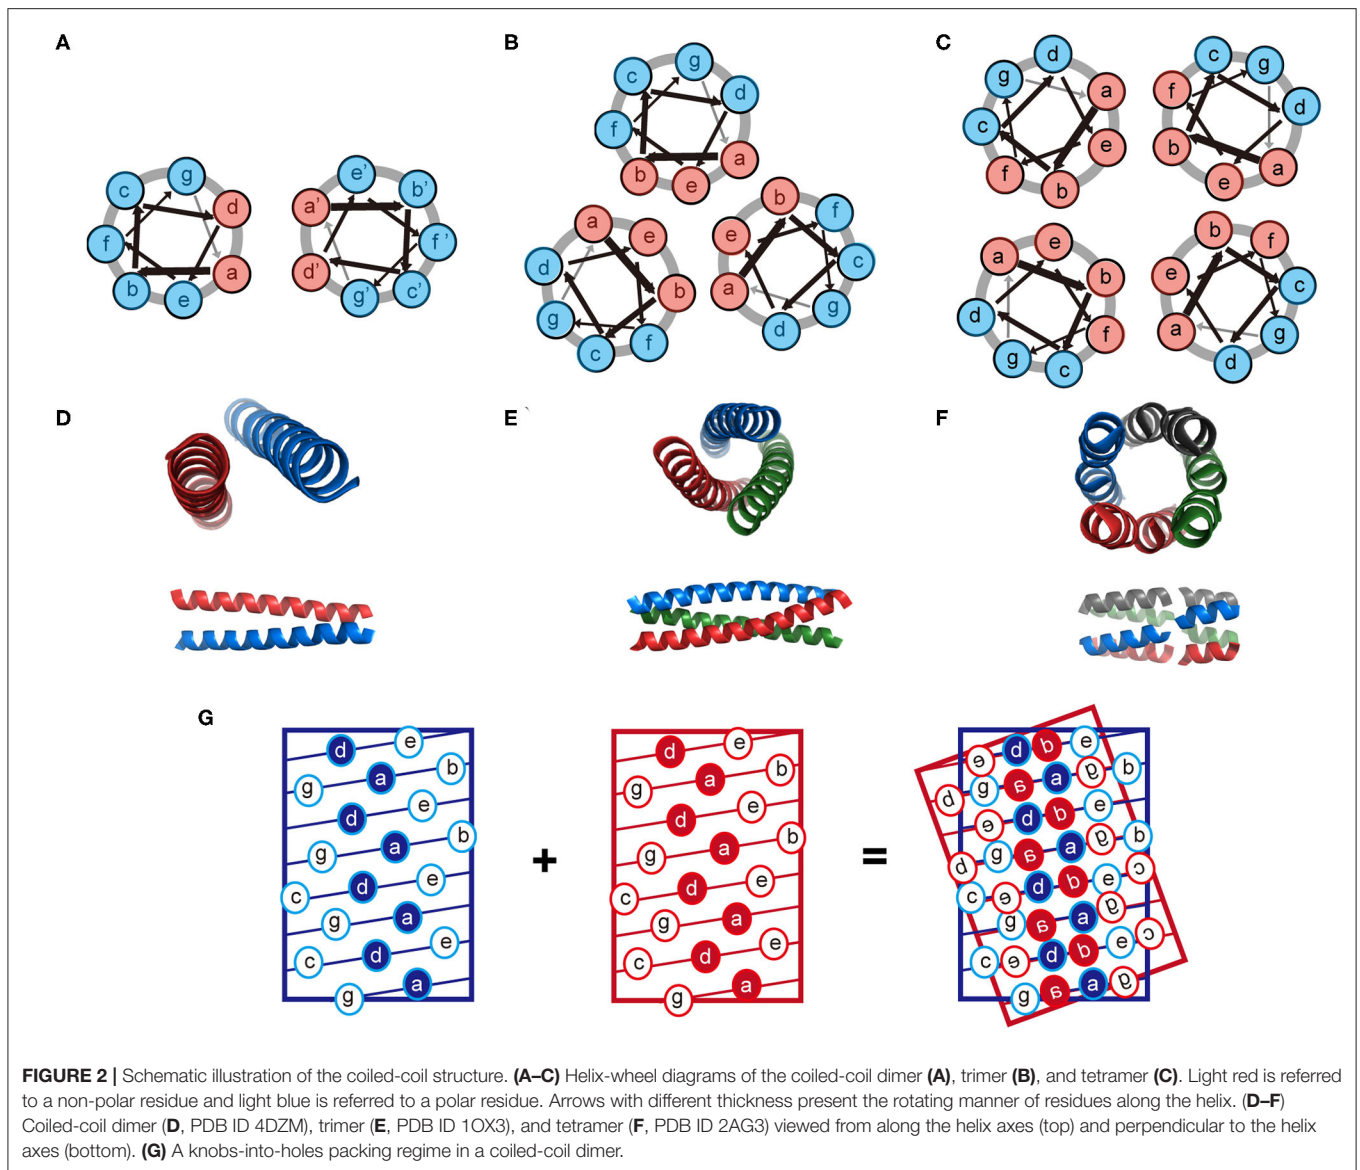 A
B
C
c
g
d
f
b
e
a
e'
b'
a'
f'
d'
g'
c'
g
c
d
f
b
e
a
a
e
d
b
g
c
f
b
f
e
c
a
g
d
d
g
a
c
e
f
b
c
g
f
d
b
e
a
e
a
b
d
f
g
c
b
f
e
c
a
g
d
D
E
F
G
d
e
a
b
g
d
e
a
b
g
d
e
c
a
g
d
e
c
a
g
+
d
e
a
b
g
d
e
a
b
g
d
e
c
a
g
d
e
c
a
g
=
e
d
d
e
b
a
a
g
g
b
e
d
d
e
b
g
a
a
g
b
c
e
d
d
e
c
g
a
a
g
c
e
d
d
e
c
g
a
a
g
FIGURE 2 | Schematic illustration of the coiled-coil structure. (A–C) Helix-wheel diagrams of the coiled-coil dimer (A), trimer (B), and tetramer (C). Light red is referred
to a non-polar residue and light blue is referred to a polar residue. Arrows with different thickness present the rotating manner of residues along the helix. (D–F)
Coiled-coil dimer (D, PDB ID 4DZM), trimer (E, PDB ID 1OX3), and tetramer (F, PDB ID 2AG3) viewed from along the helix axes (top) and perpendicular to the helix
axes (bottom). (G) A knobs-into-holes packing regime in a coiled-coil dimer.